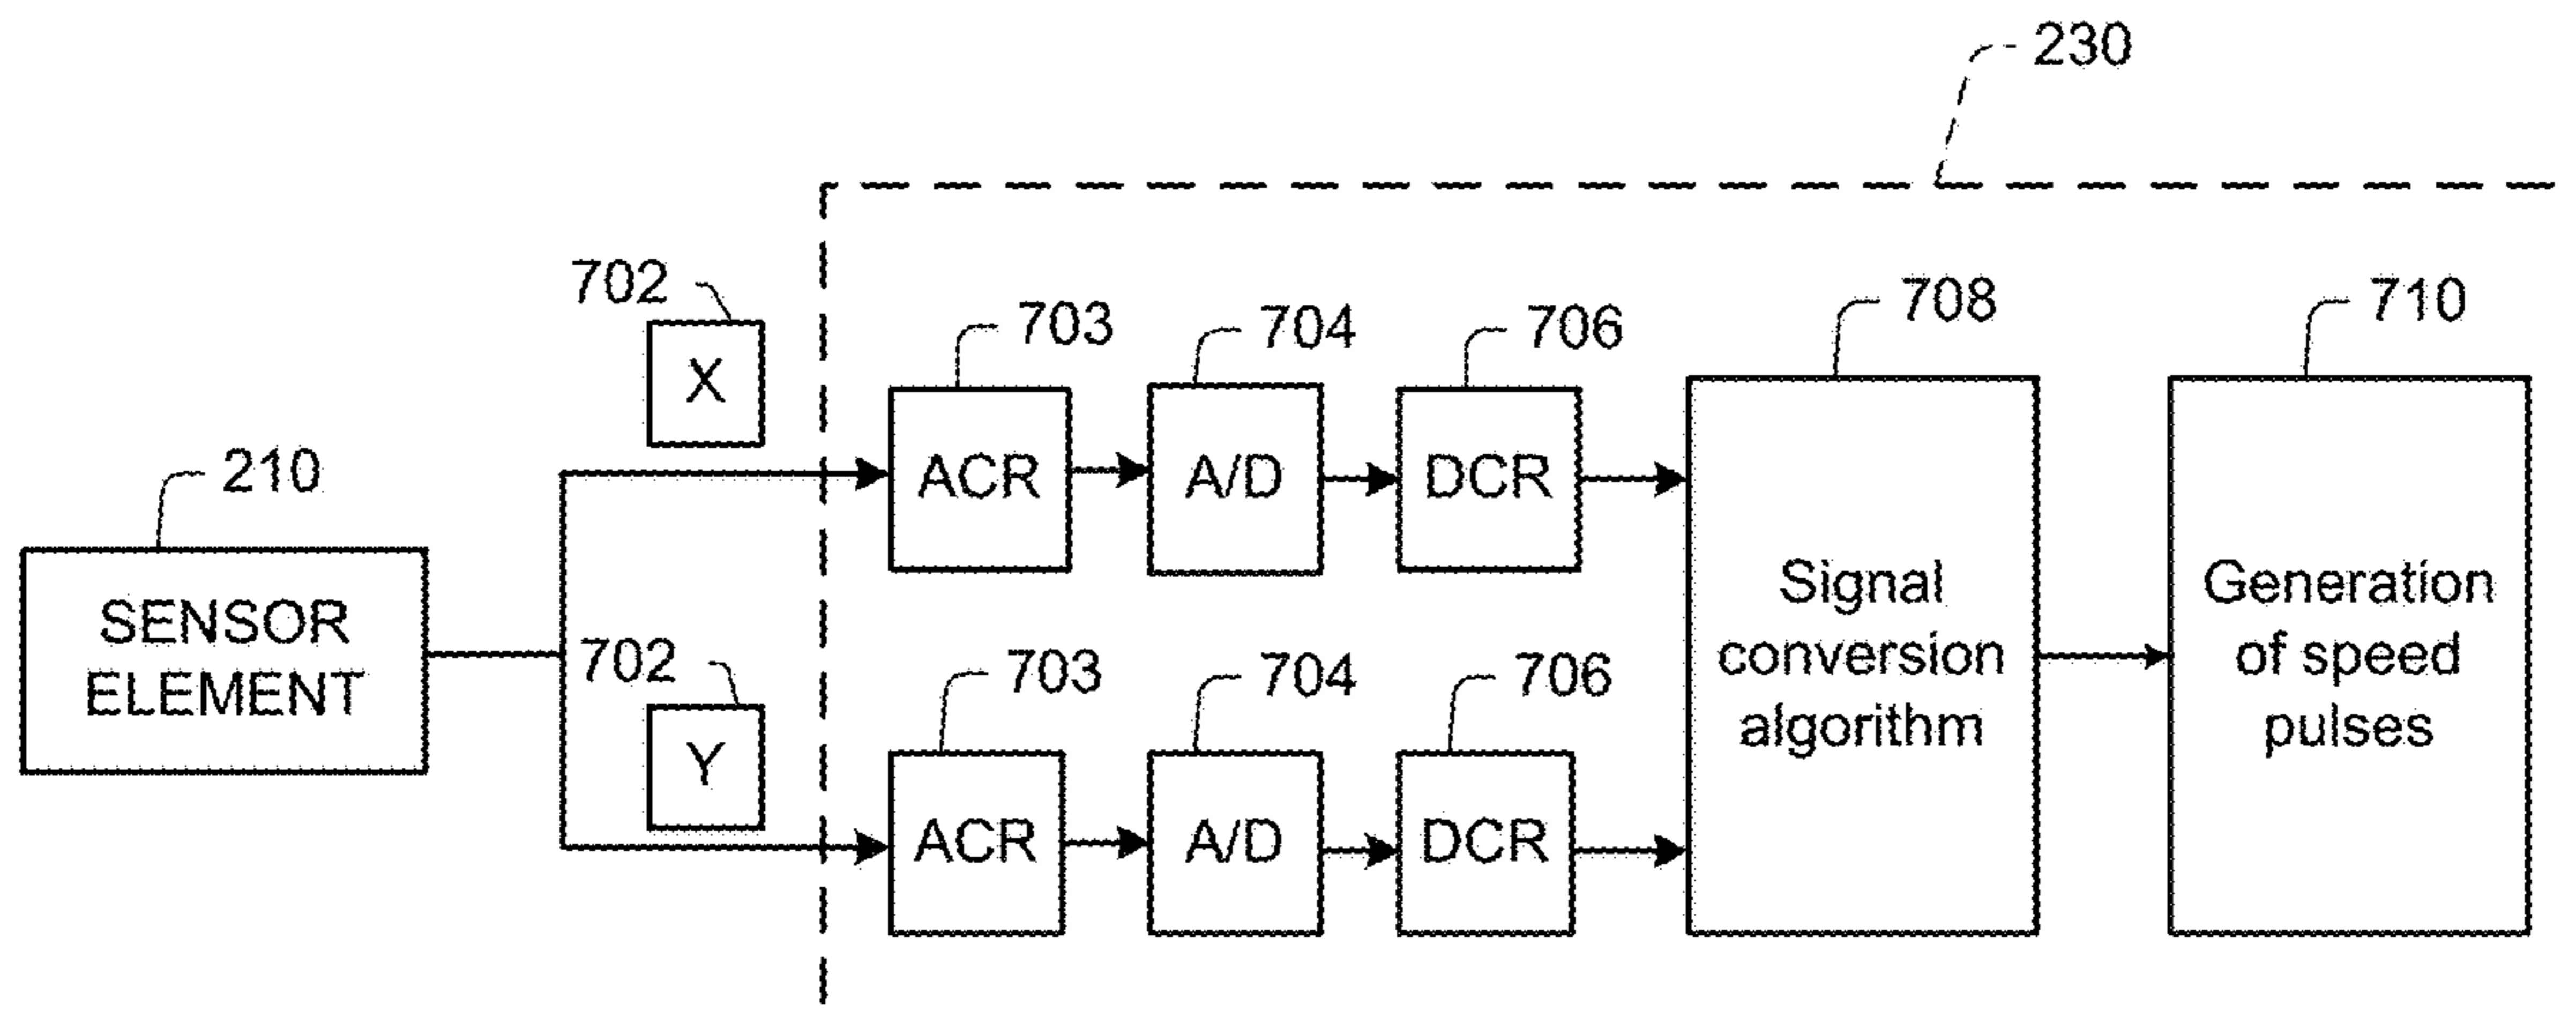 230
702
X
703
704
706
708
710
ACR
A/D
DCR
210
SENSOR
ELEMENT
Signal
conversion
algorithm
Generation
of speed
pulses
702
Y
703
704
706
ACR
A/D
DCR